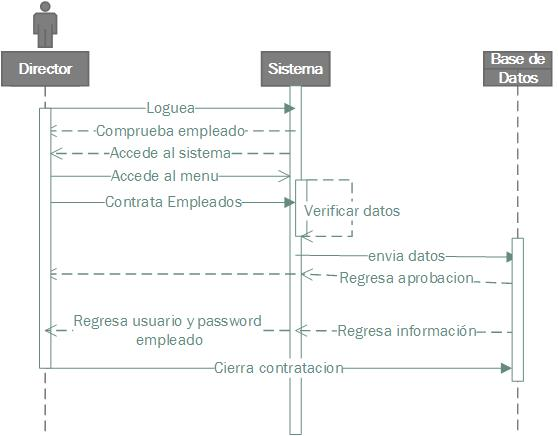 Director
Sistema
Base de
Datos
Loguea
Comprueba empleado
Accede al sistema
Accede al menu
Contrata Empleados
Verificar datos
envia datos
Regresa aprobacion
Regresa usuario y password
empleado
Regresa información
Cierra contratacion